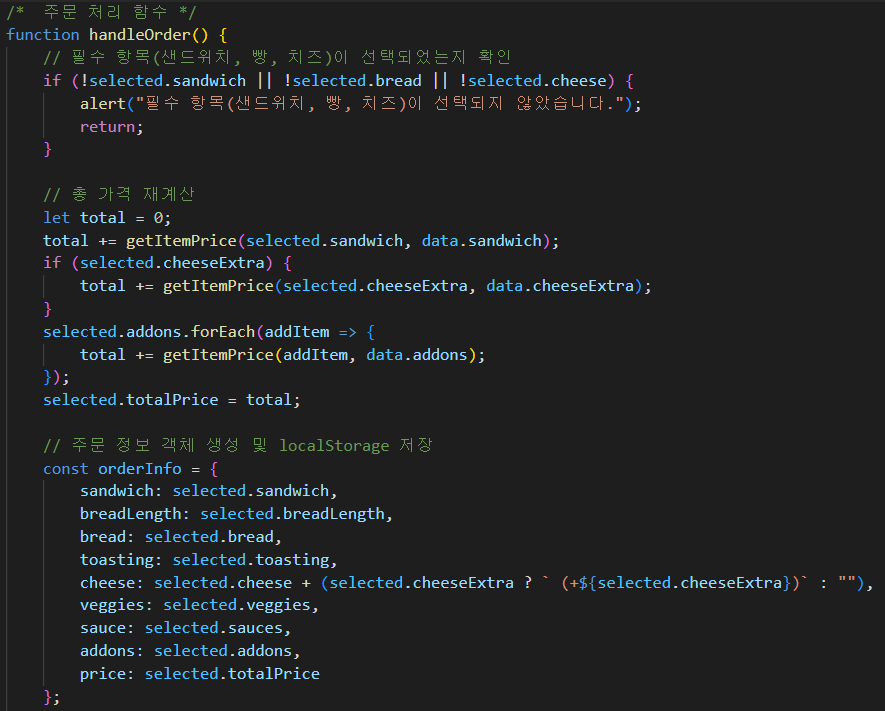 /*  주문 처리 함수 */
function handleOrder() {
    // 필수 항목(샌드위치, 빵, 치즈)이 선택되었는지 확인
    if (!selected.sandwich || !selected.bread || !selected.cheese) {
        alert("필수 항목(샌드위치, 빵, 치즈)이 선택되지 않았습니다.");
        return;
    }

    // 총 가격 재계산
    let total = 0;
    total += getItemPrice(selected.sandwich, data.sandwich);
    if (selected.cheeseExtra) {
        total += getItemPrice(selected.cheeseExtra, data.cheeseExtra);
    }
    selected.addons.forEach(addItem => {
        total += getItemPrice(addItem, data.addons);
    });
    selected.totalPrice = total;

    // 주문 정보 객체 생성 및 localStorage 저장
    const orderInfo = {
        sandwich: selected.sandwich,
        breadLength: selected.breadLength,
        bread: selected.bread,
        toasting: selected.toasting,
        cheese: selected.cheese + (selected.cheeseExtra ? ` (+${selected.cheeseExtra})` : ""),
        veggies: selected.veggies,
        sauce: selected.sauces,
        addons: selected.addons,
        price: selected.totalPrice
    };